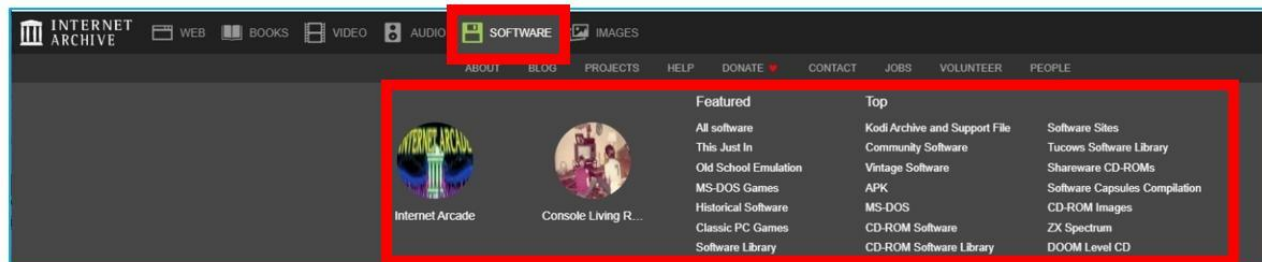 INTERNET ARCHIVE
WEB BOOKS VIDEO AUDIO SOFTWARE IMAGES
ABOUT BLOG PROJECTS HELP DONATE ♥ CONTACT JOBS VOLUNTEER PEOPLE
INTERNET ARCADE
Internet Arcade
Console Living R...
Featured
All software
This Just In
Old School Emulation
MS-DOS Games
Historical Software
Classic PC Games
Software Library
Top
Kodi Archive and Support File
Community Software
Vintage Software
APK
MS-DOS
CD-ROM Software
CD-ROM Software Library
Software Sites
Tucows Software Library
Shareware CD-ROMs
Software Capsules Compilation
CD-ROM Images
ZX Spectrum
DOOM Level CD